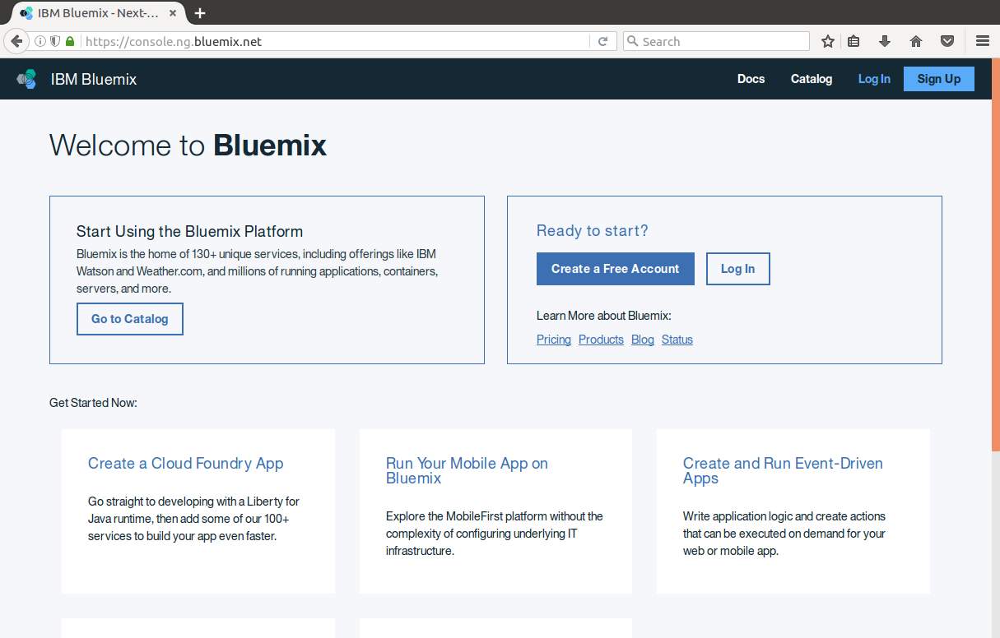 IBM Bluemix - Next-...
https://console.ng.bluemix.net
Search
IBM Bluemix
Docs
Catalog
Log In
Sign Up
Welcome to Bluemix
Start Using the Bluemix Platform
Bluemix is the home of 130+ unique services, including offerings like IBM
Watson and Weather.com, and millions of running applications, containers,
servers, and more.
Go to Catalog
Ready to start?
Create a Free Account
Log In
Learn More about Bluemix:
Pricing Products Blog Status
Get Started Now:
Create a Cloud Foundry App
Go straight to developing with a Liberty for
Java runtime, then add some of our 100+
services to build your app even faster.
Run Your Mobile App on
Bluemix
Explore the MobileFirst platform without the
complexity of configuring underlying IT
infrastructure.
Create and Run Event-Driven
Apps
Write application logic and create actions
that can be executed on demand for your
web or mobile app.